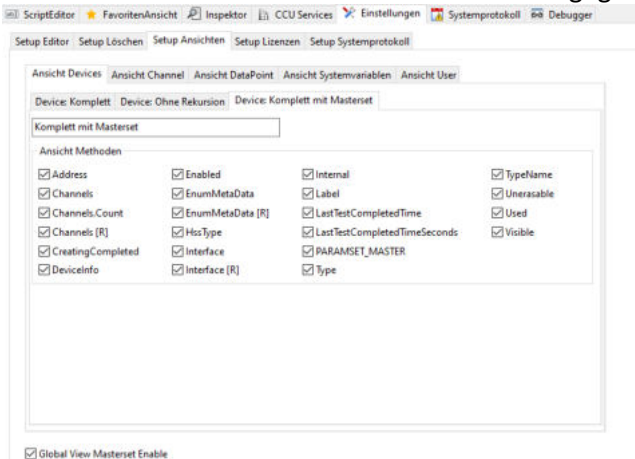 ScriptEditor FavoritenAnsicht Inspektor CCU Services Einstellungen Systemprotokoll Debugger
Setup Editor Setup Löschen Setup Ansichten Setup Lizenzen Setup Systemprotokoll
Ansicht Devices Ansicht Channel Ansicht DataPoint Ansicht Systemvariablen Ansicht User
Device: Komplett Device: Ohne Rekursion Device: Komplett mit Masterset
Komplett mit Masterset
Ansicht Methoden
Address Enabled Internal TypeName
Channels EnumMetaData Label Unerasable
Channels.Count EnumMetaData [R] LastTestCompletedTime Used
Channels [R] HssType LastTestCompletedTimeSeconds Visible
CreatingCompleted Interface PARAMSET_MASTER
DeviceInfo Interface [R] Type
Global View Masterset Enable